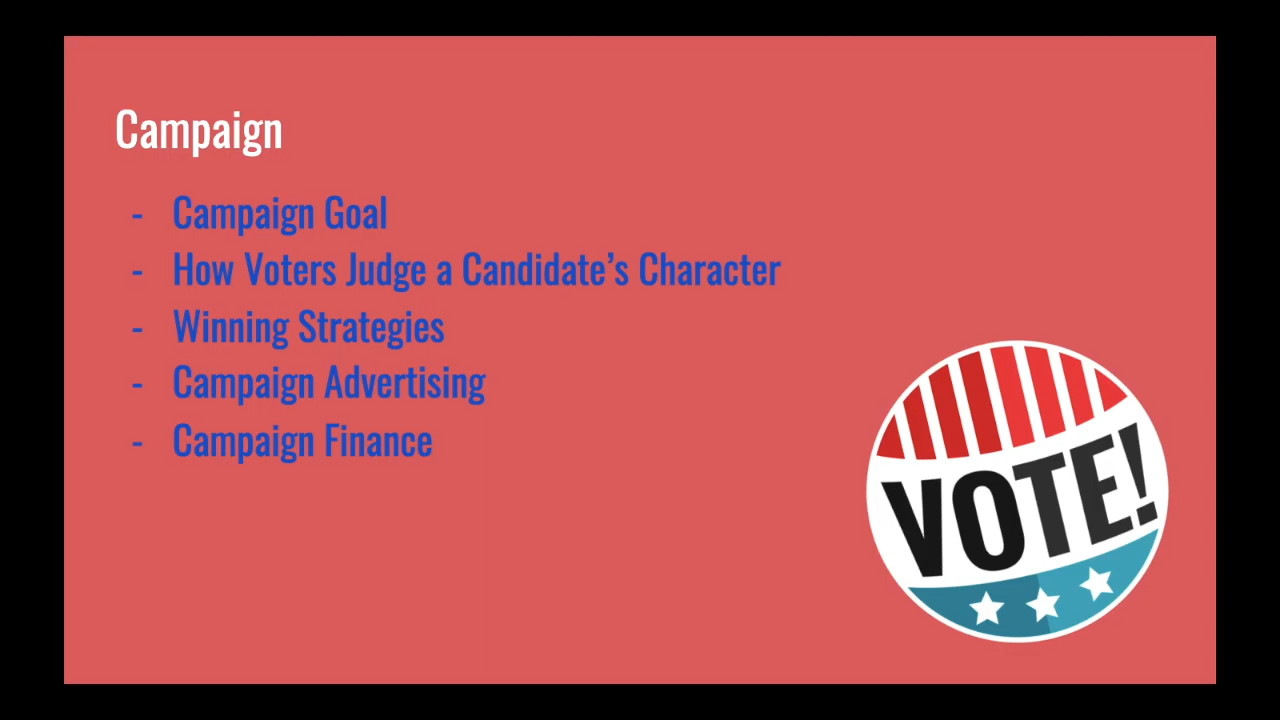 Campaign
- Campaign Goal
- How Voters Judge a Candidate’s Character
- Winning Strategies
- Campaign Advertising
- Campaign Finance
VOTE!